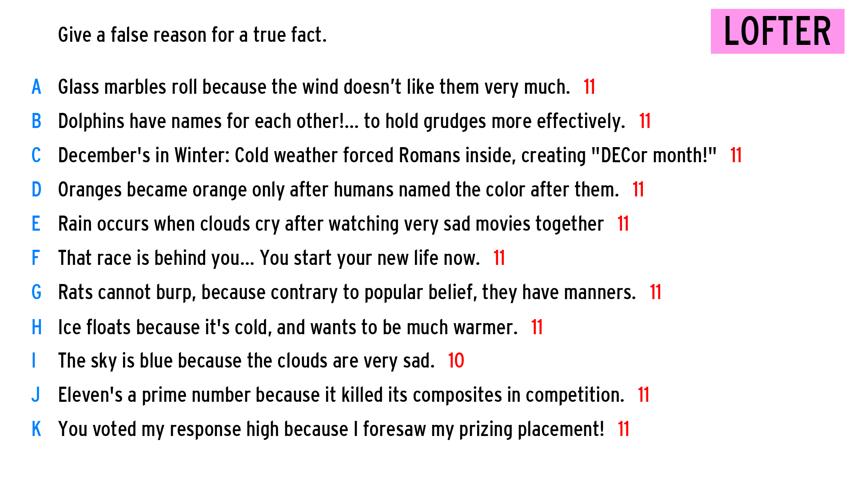 Give a false reason for a true fact.
LOFTER
A Glass marbles roll because the wind doesn't like them very much. 11
B Dolphins have names for each other!... to hold grudges more effectively. 11
C December's in Winter: Cold weather forced Romans inside, creating "DECor month!" 11
D Oranges became orange only after humans named the color after them. 11
E Rain occurs when clouds cry after watching very sad movies together 11
F That race is behind you... You start your new life now. 11
G Rats cannot burp, because contrary to popular belief, they have manners. 11
H Ice floats because it's cold, and wants to be much warmer. 11
I The sky is blue because the clouds are very sad. 10
J Eleven's a prime number because it killed its composites in competition. 11
K You voted my response high because I foresaw my prizing placement! 11